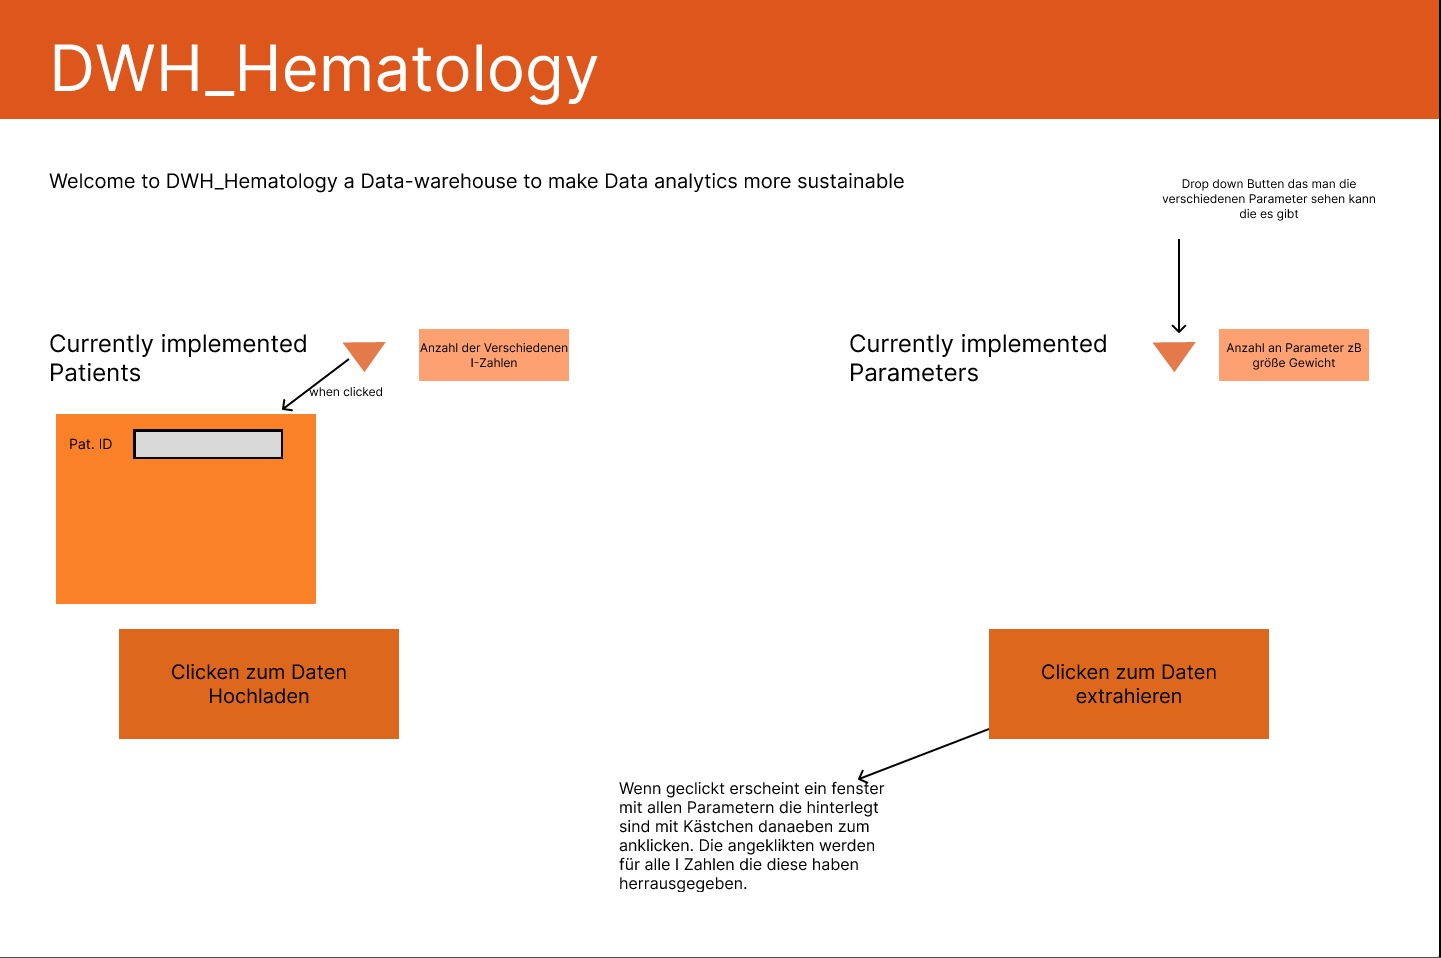 DWH_Hematology
Welcome to DWH_Hematology a Data-warehouse to make Data analytics more sustainable
Drop down Butten das man die
verschiedenen Parameter sehen kann
die es gibt
Currently implemented
Patients
Anzahl der Verschiedenen
I-Zahlen
when clicked
Pat. ID
Currently implemented
Parameters
Anzahl an Parameter zB
größe Gewicht
Clicken zum Daten
Hochladen
Clicken zum Daten
extrahieren
Wenn geclickt erscheint ein fenster
mit allen Parametern die hinterlegt
sind mit Kästchen danaeben zum
anklicken. Die angeklikten werden
für alle I Zahlen die diese haben
herrausgegeben.